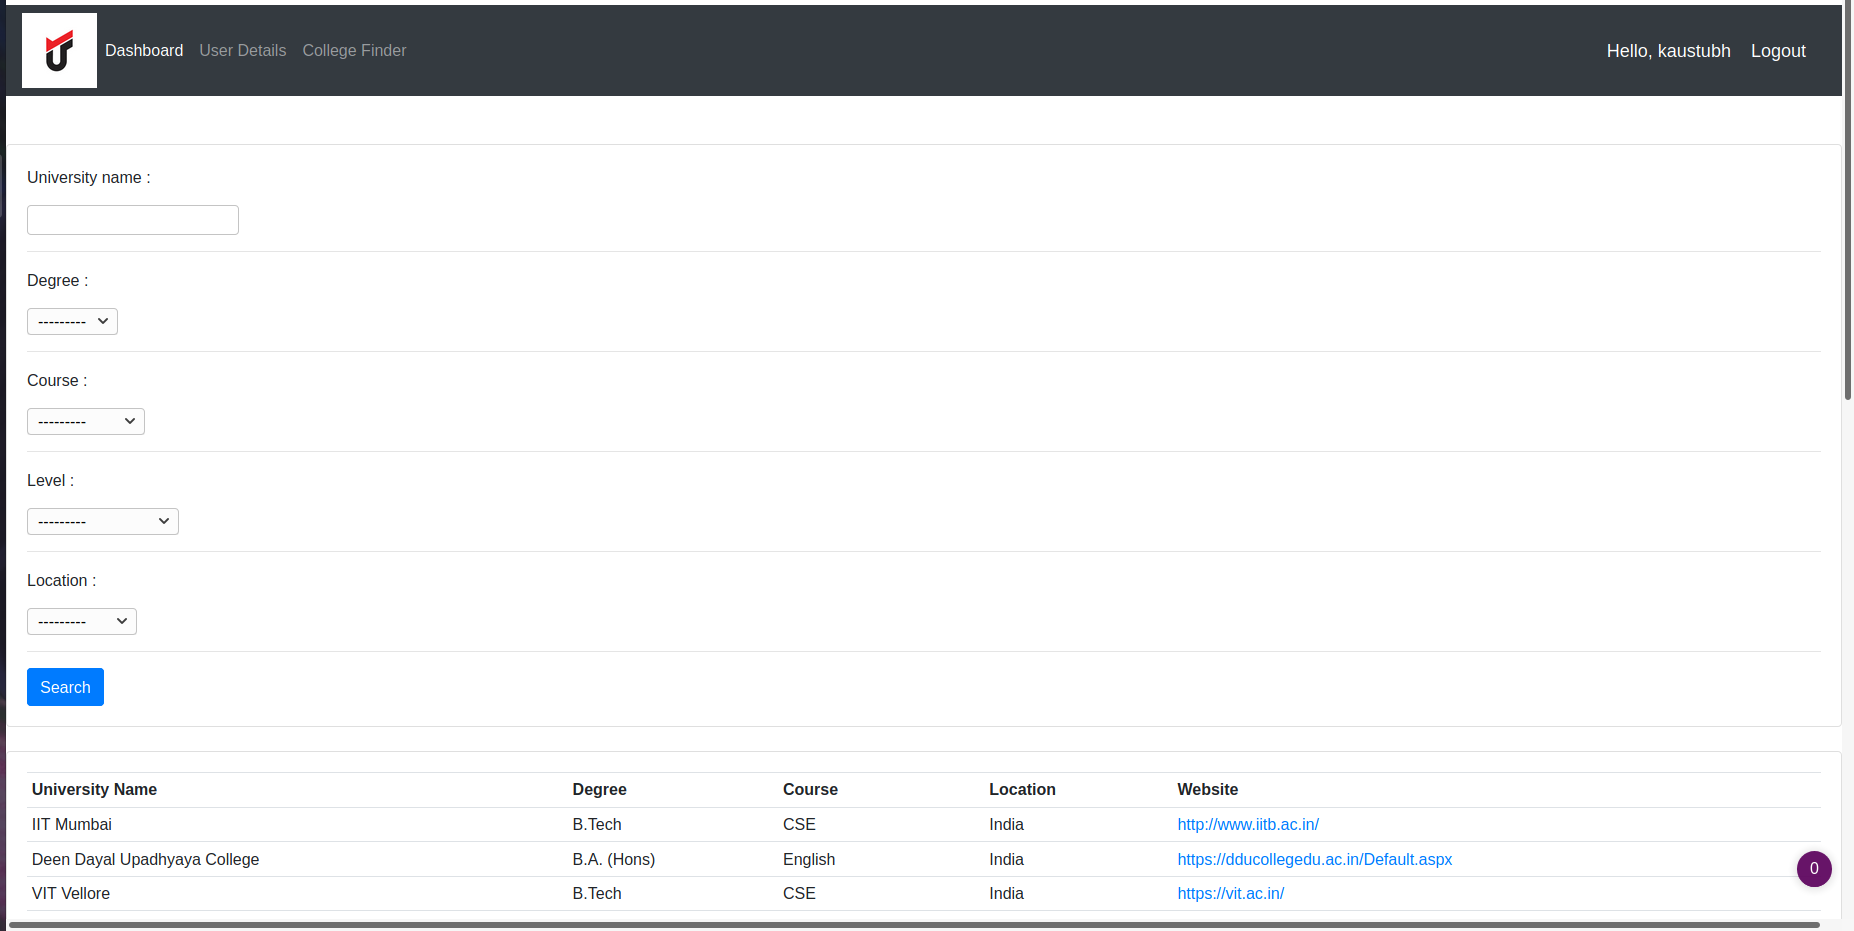 Dashboard User Details College Finder Hello, kaustubh Logout
University name :
Degree :
---------
Course :
---------
Level :
---------
Location :
---------
Search
University Name Degree Course Location Website
IIT Mumbai B.Tech CSE India http://www.iitb.ac.in/
Deen Dayal Upadhyaya College B.A. (Hons) English India https://dducollegedu.ac.in/Default.aspx
0
VIT Vellore B.Tech CSE India https://vit.ac.in/